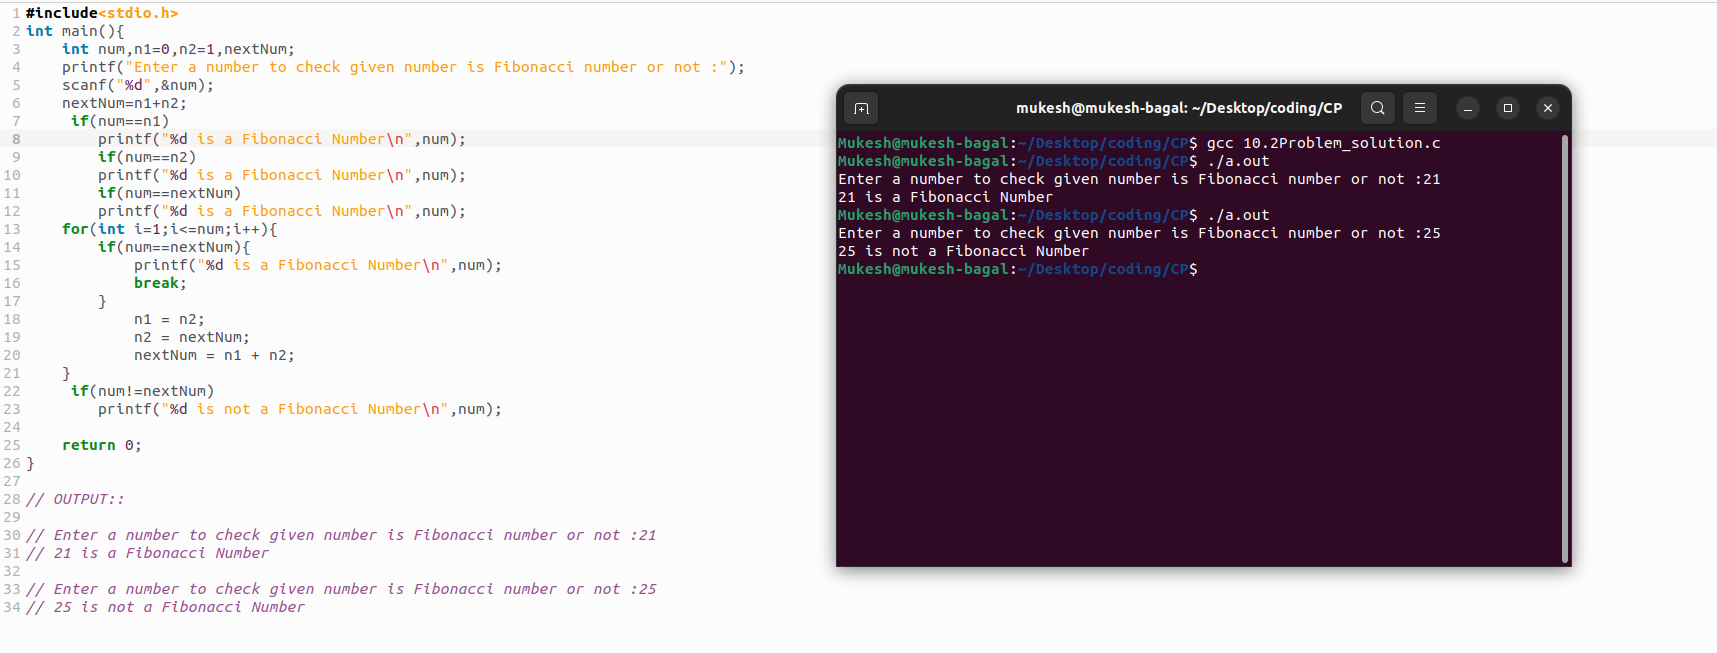 1 #include<stdio.h>
2 int main(){
3     int num,n1=0,n2=1,nextNum;
4     printf("Enter a number to check given number is Fibonacci number or not :");
5     scanf("%d",&num);
6     nextNum=n1+n2;
7      if(num==n1)
8         printf("%d is a Fibonacci Number\n",num);
9         if(num==n2)
10         printf("%d is a Fibonacci Number\n",num);
11         if(num==nextNum)
12         printf("%d is a Fibonacci Number\n",num);
13     for(int i=1;i<=num;i++){
14         if(num==nextNum){
15             printf("%d is a Fibonacci Number\n",num);
16             break;
17         }
18             n1 = n2;
19             n2 = nextNum;
20             nextNum = n1 + n2;
21     }
22      if(num!=nextNum)
23         printf("%d is not a Fibonacci Number\n",num);
24
25     return 0;
26 }
27
28 // OUTPUT::
29
30 // Enter a number to check given number is Fibonacci number or not :21
31 // 21 is a Fibonacci Number
32
33 // Enter a number to check given number is Fibonacci number or not :25
34 // 25 is not a Fibonacci Number
mukesh@mukesh-bagal: ~/Desktop/coding/CP
Mukesh@mukesh-bagal:~/Desktop/coding/CP$ gcc 10.2Problem_solution.c
Mukesh@mukesh-bagal:~/Desktop/coding/CP$ ./a.out
Enter a number to check given number is Fibonacci number or not :21
21 is a Fibonacci Number
Mukesh@mukesh-bagal:~/Desktop/coding/CP$ ./a.out
Enter a number to check given number is Fibonacci number or not :25
25 is not a Fibonacci Number
Mukesh@mukesh-bagal:~/Desktop/coding/CP$